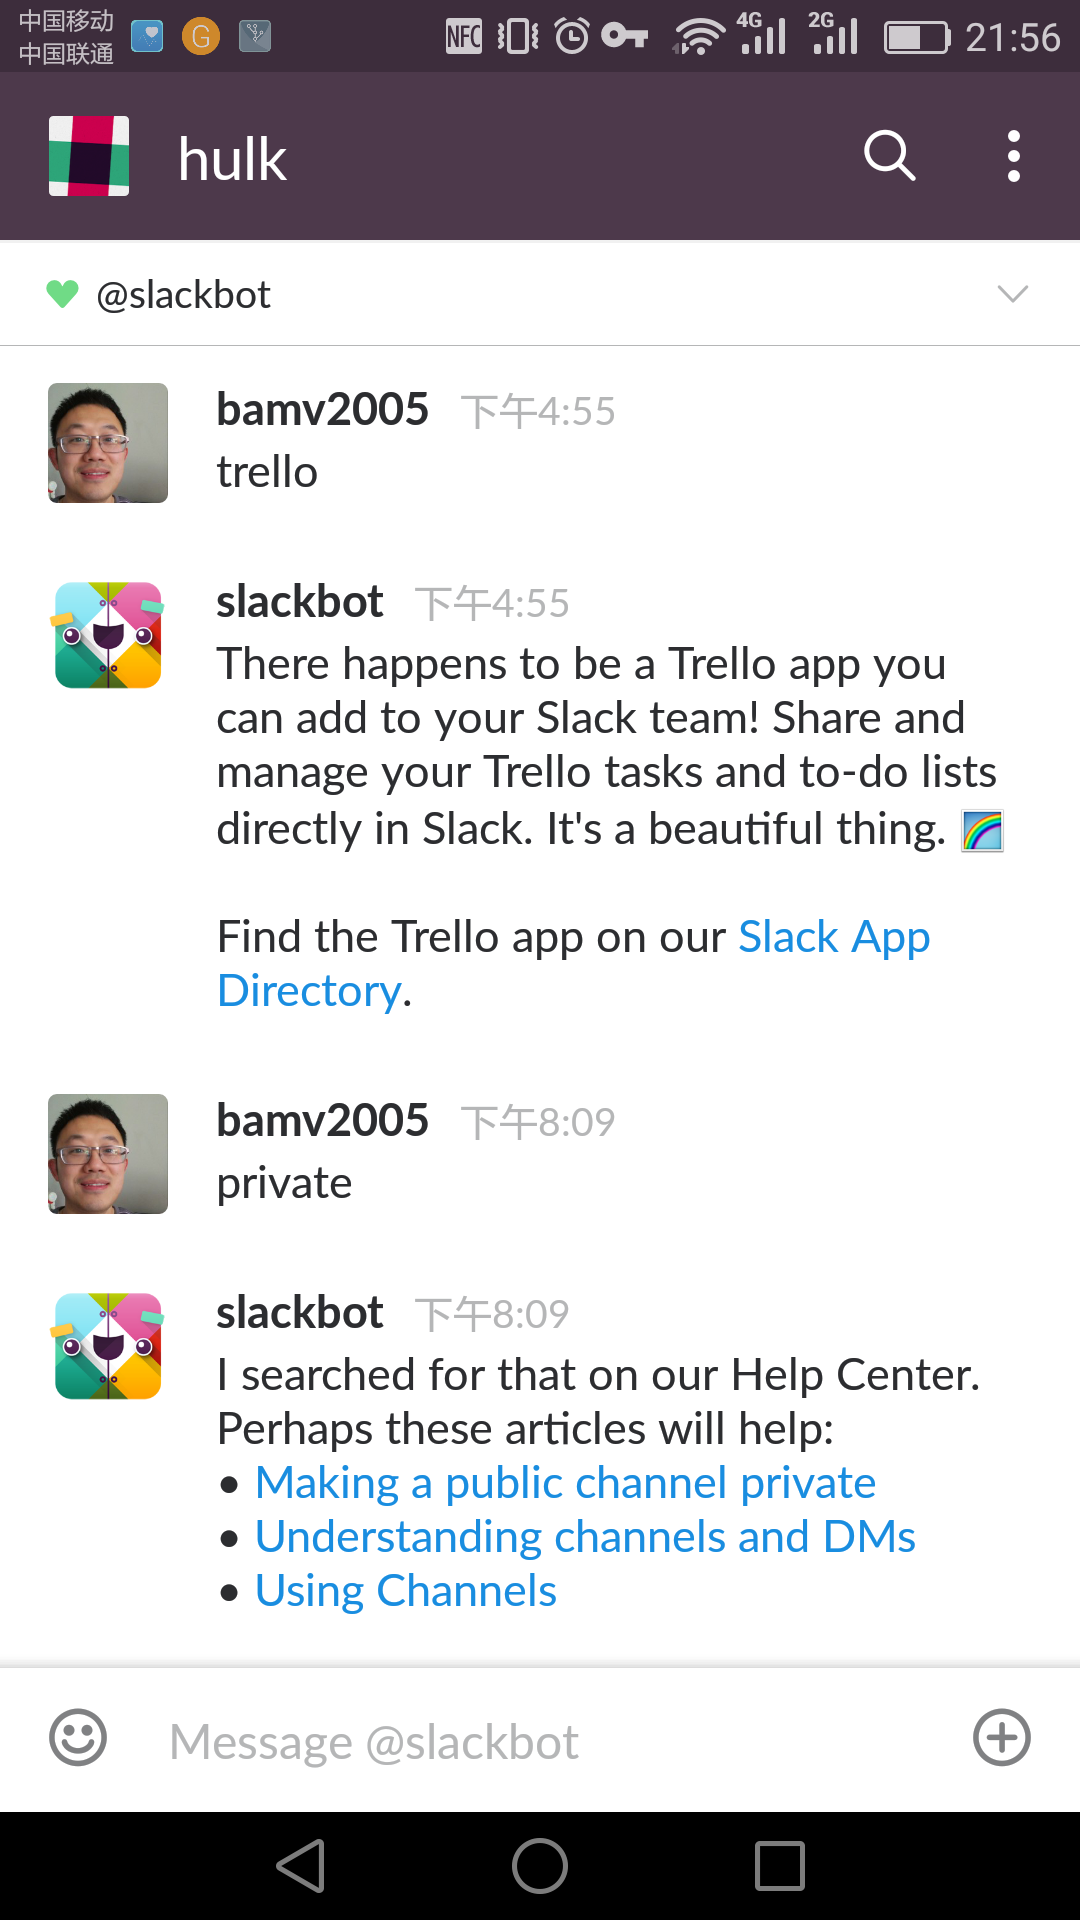 中国移动
中国联通
G
NFC
4G
2G
21:56
hulk
@slackbot
bamv2005 下午4:55
trello
slackbot 下午4:55
There happens to be a Trello app you
can add to your Slack team! Share and
manage your Trello tasks and to-do lists
directly in Slack. It's a beautiful thing.
Find the Trello app on our Slack App
Directory.
bamv2005 下午8:09
private
slackbot 下午8:09
I searched for that on our Help Center.
Perhaps these articles will help:
• Making a public channel private
• Understanding channels and DMs
• Using Channels
Message @slackbot